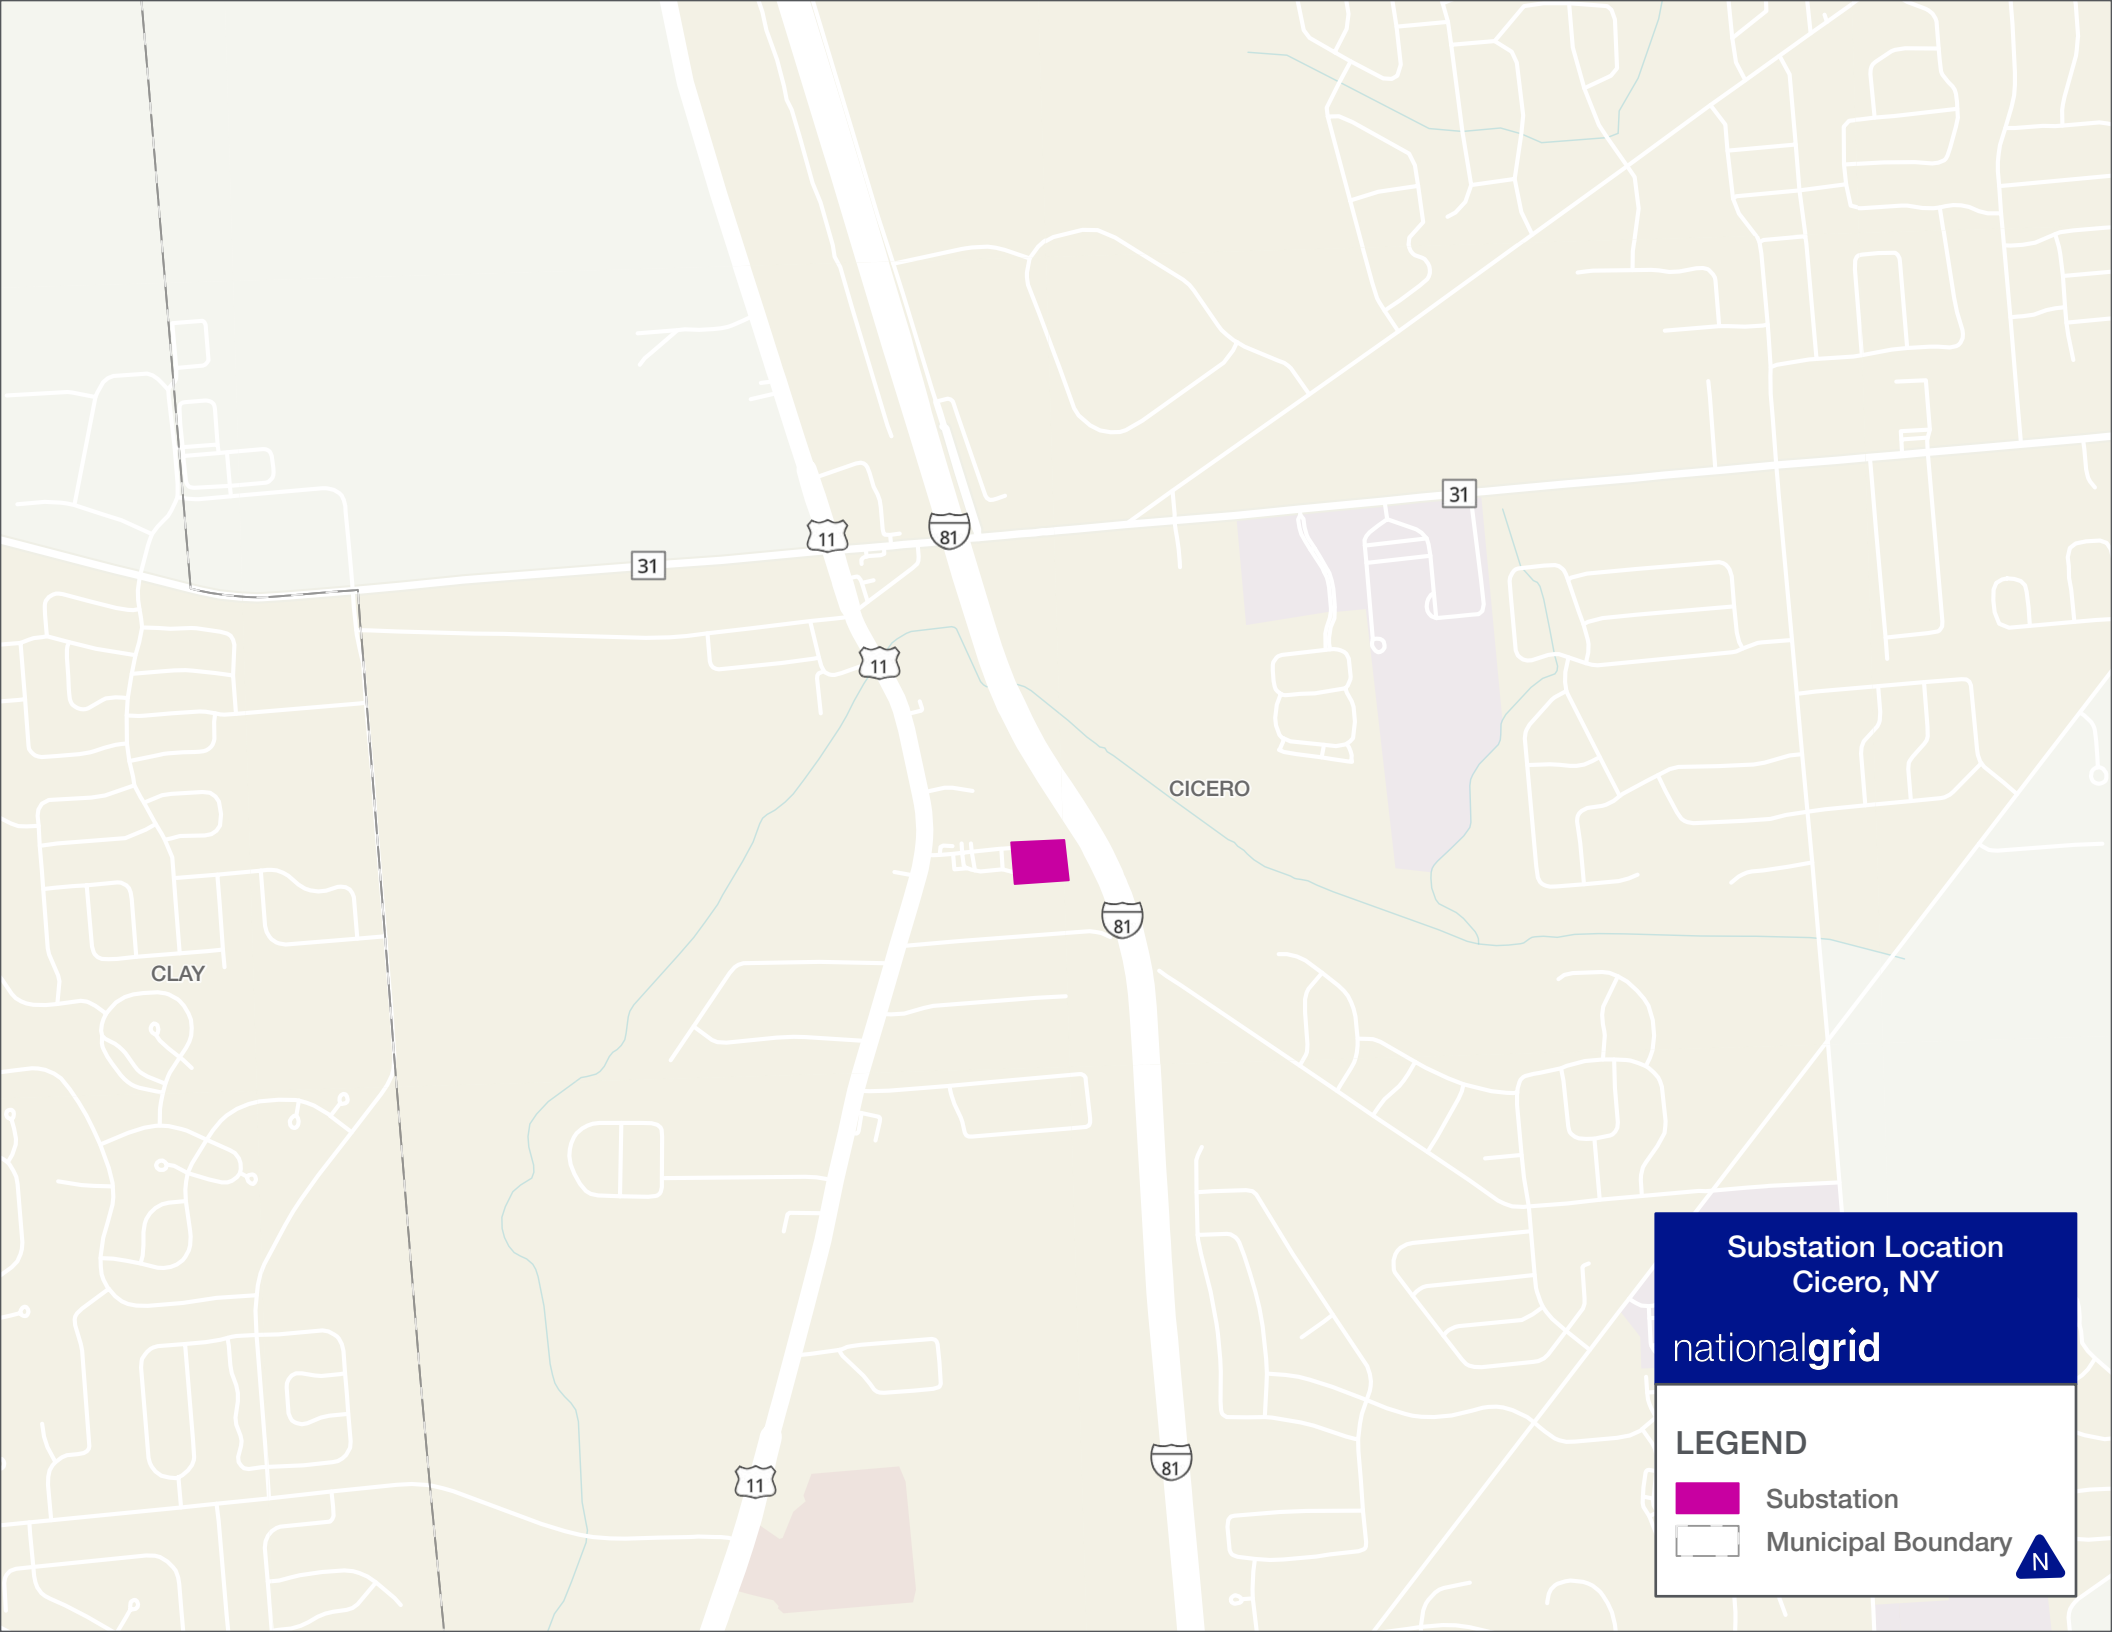 31
11
81
31
11
CICERO
81
CLAY
81
11
Substation Location
Cicero, NY
nationalgrid
LEGEND
Substation
Municipal Boundary
N